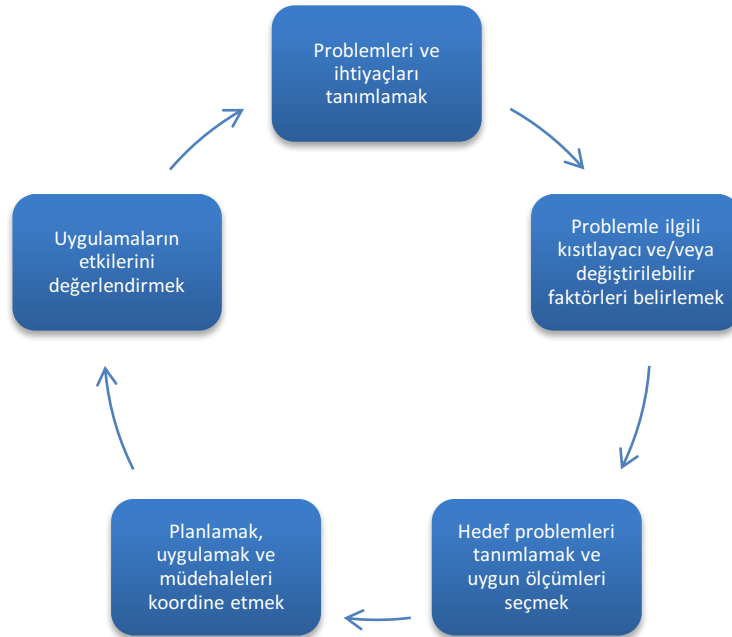 Problemleri ve
ihtiyaçları
tanımlamak
Problemle ilgili
kısıtlayacı ve/veya
değiştirilebilir
faktörleri belirlemek
Hedef problemleri
tanımlamak ve
uygun ölçümleri
seçmek
Planlamak,
uygulamak ve
müdehaleleri
koordine etmek
Uygulamaların
etkilerini
değerlendirmek